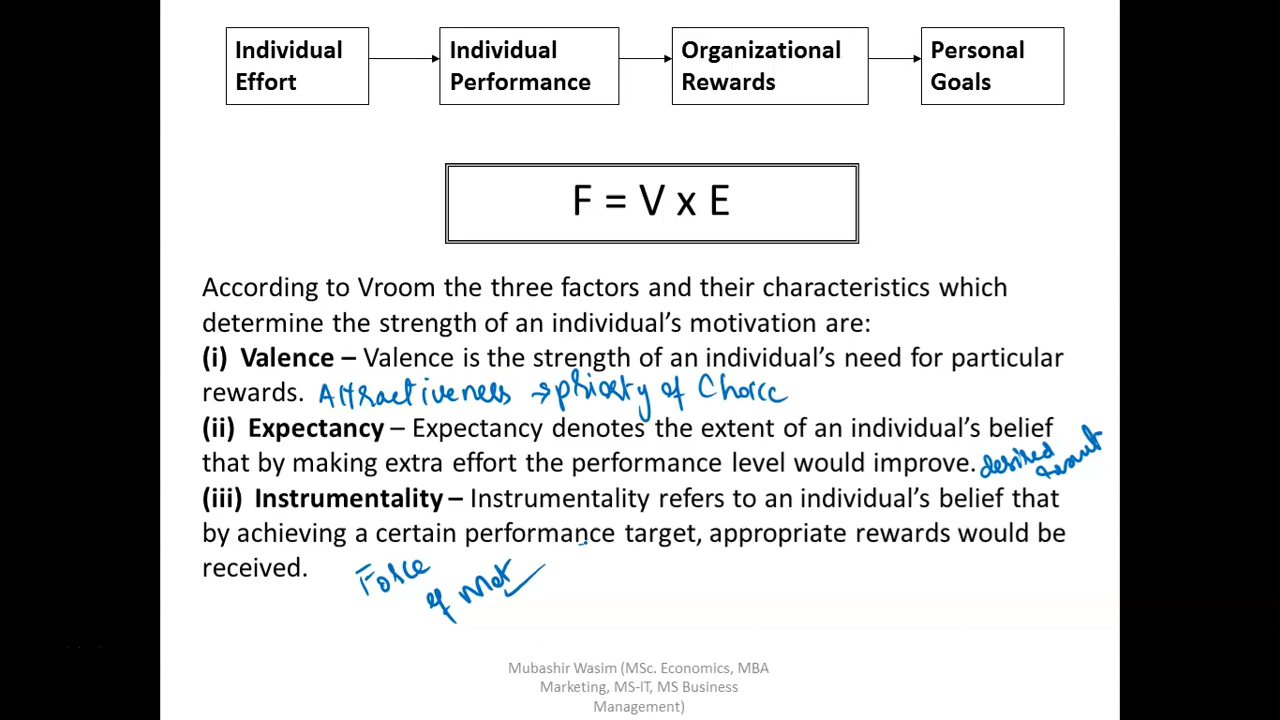 Individual Effort
Individual Performance
Organizational Rewards
Personal Goals
F = V x E
According to Vroom the three factors and their characteristics which
determine the strength of an individual's motivation are:
(i) Valence – Valence is the strength of an individual's need for particular
rewards. Attractiveness → priority of Choice
(ii) Expectancy – Expectancy denotes the extent of an individual's belief
that by making extra effort the performance level would improve. desired
(iii) Instrumentality – Instrumentality refers to an individual's belief that
by achieving a certain performance target, appropriate rewards would be
received. Force
of Mot
Mubashir Wasim (MSc. Economics, MBA
Marketing, MS-IT, MS Business
Management)